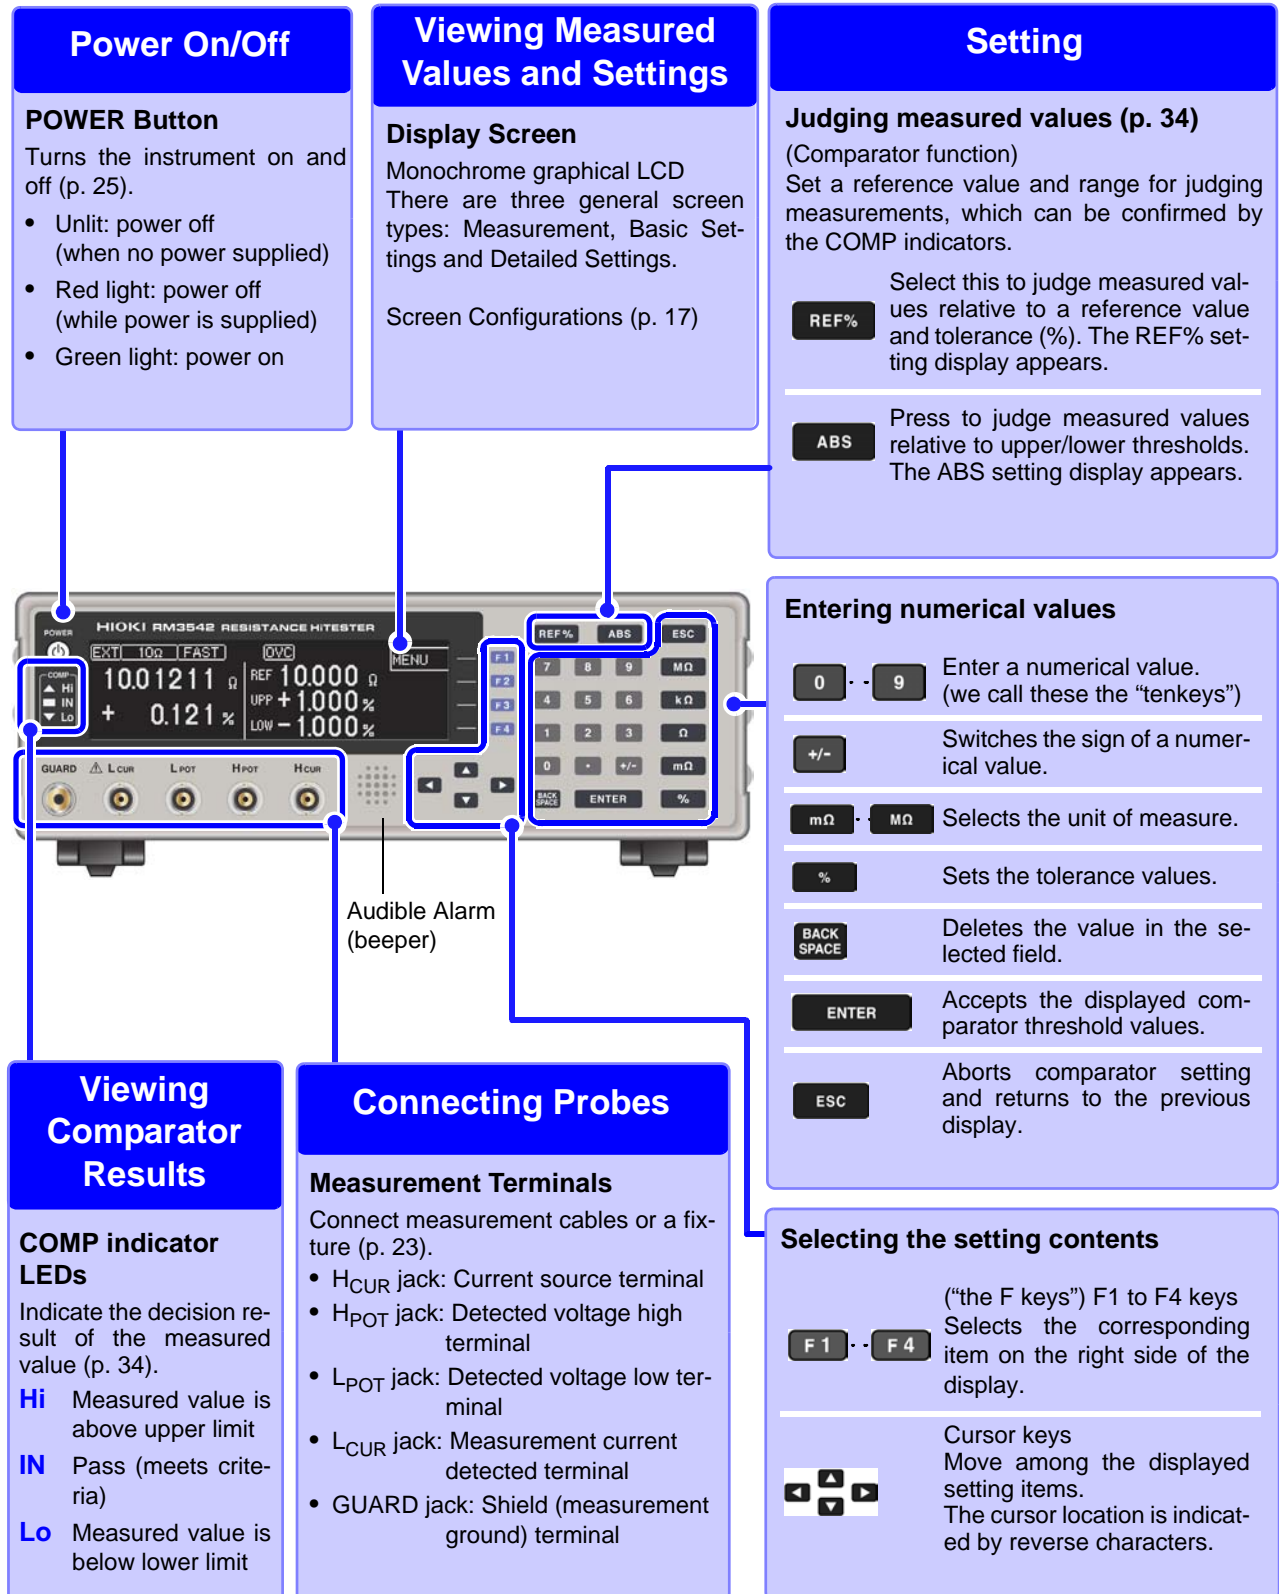 Power On/Off
POWER Button
Turns the instrument on and
off (p. 25).
• Unlit: power off
(when no power supplied)
• Red light: power off
(while power is supplied)
• Green light: power on
Viewing Measured
Values and Settings
Display Screen
Monochrome graphical LCD
There are three general screen
types: Measurement, Basic Set-
tings and Detailed Settings.
Screen Configurations (p. 17)
Setting
Judging measured values (p. 34)
(Comparator function)
Set a reference value and range for judging
measurements, which can be confirmed by
the COMP indicators.
REF%
Select this to judge measured val-
ues relative to a reference value
and tolerance (%). The REF% set-
ting display appears.
ABS
Press to judge measured values
relative to upper/lower thresholds.
The ABS setting display appears.
POWER
HIOKI RM3542 RESISTANCE HiTESTER
COMP
Hi
IN
Lo
EXT 10Ω FAST OVC
10.01211 Ω
+ 0.121 %
REF 10.000 Ω
UPP + 1.000 %
LOW - 1.000 %
MENU
F1
F2
F3
F4
REF% ABS ESC
7 8 9 MΩ
4 5 6 kΩ
1 2 3 Ω
0 • +/- mΩ
BACK SPACE ENTER %
GUARD ⚠ LCUR LPOT HPOT HCUR
Audible Alarm
(beeper)
Entering numerical values
0 · · 9
Enter a numerical value.
(we call these the “tenkeys”)
+/-
Switches the sign of a numer-
ical value.
mΩ · · MΩ Selects the unit of measure.
% Sets the tolerance values.
BACK
SPACE
Deletes the value in the se-
lected field.
ENTER
Accepts the displayed com-
parator threshold values.
ESC
Aborts comparator setting
and returns to the previous
display.
Viewing
Comparator
Results
COMP indicator
LEDs
Indicate the decision re-
sult of the measured
value (p. 34).
Hi Measured value is
above upper limit
IN Pass (meets crite-
ria)
Lo Measured value is
below lower limit
Connecting Probes
Measurement Terminals
Connect measurement cables or a fix-
ture (p. 23).
• HCUR jack: Current source terminal
• HPOT jack: Detected voltage high
terminal
• LPOT jack: Detected voltage low ter-
minal
• LCUR jack: Measurement current
detected terminal
• GUARD jack: Shield (measurement
ground) terminal
Selecting the setting contents
F1 · · F4
(“the F keys”) F1 to F4 keys
Selects the corresponding
item on the right side of the
display.
Cursor keys
Move among the displayed
setting items.
The cursor location is indicat-
ed by reverse characters.